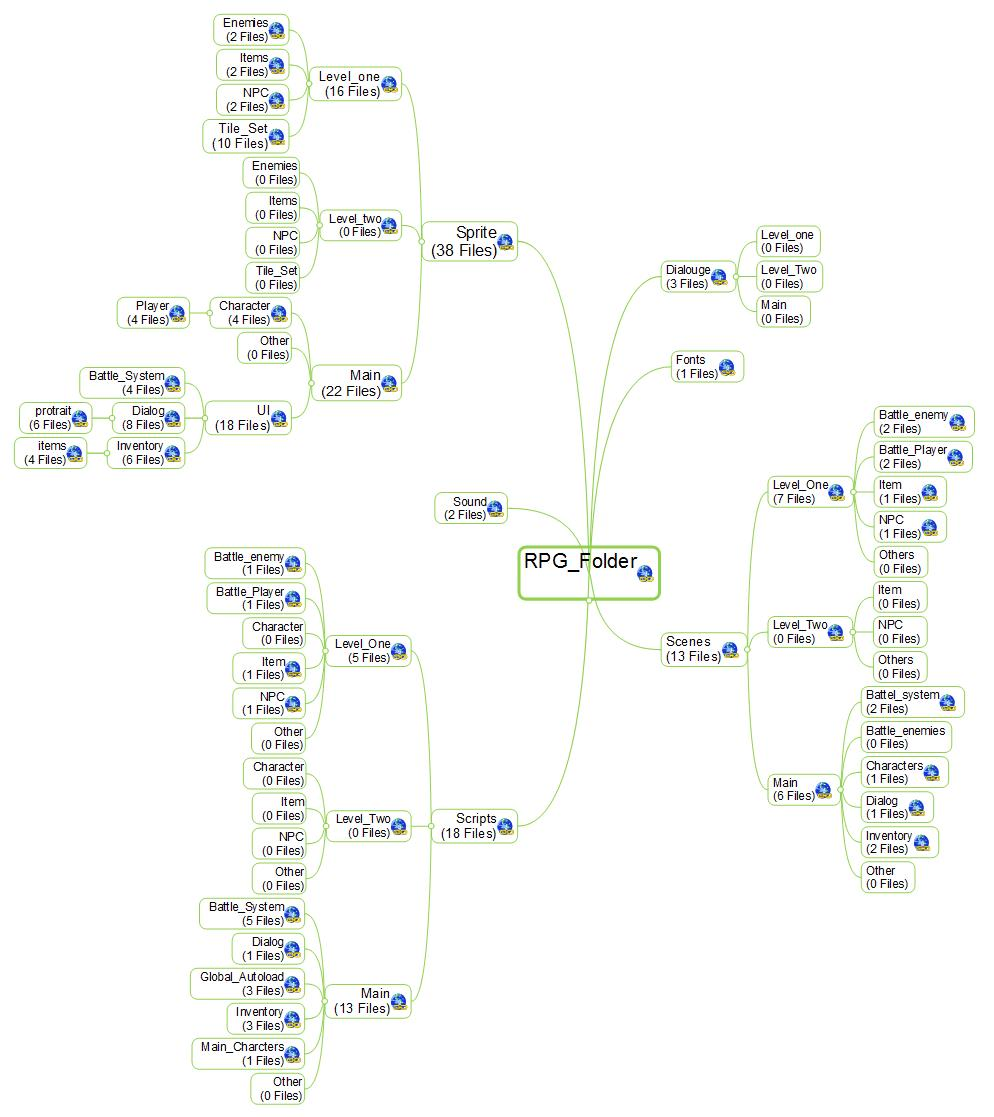 Enemies
(2 Files)
Items
(2 Files)
NPC
(2 Files)
Tile_Set
(10 Files)
Level_one
(16 Files)
Enemies
(0 Files)
Items
(0 Files)
NPC
(0 Files)
Tile_Set
(0 Files)
Level_two
(0 Files)
Sprite
(38 Files)
Player
(4 Files)
Character
(4 Files)
Other
(0 Files)
Main
(22 Files)
Battle_System
(4 Files)
protrait
(6 Files)
Dialog
(8 Files)
UI
(18 Files)
items
(4 Files)
Inventory
(6 Files)
Dialouge
(3 Files)
Level_one
(0 Files)
Level_Two
(0 Files)
Main
(0 Files)
Fonts
(1 Files)
Sound
(2 Files)
RPG_Folder
Scenes
(13 Files)
Level_One
(7 Files)
Battle_enemy
(2 Files)
Battle_Player
(2 Files)
Item
(1 Files)
NPC
(1 Files)
Others
(0 Files)
Level_Two
(0 Files)
Item
(0 Files)
NPC
(0 Files)
Others
(0 Files)
Main
(6 Files)
Battel_system
(2 Files)
Battle_enemies
(0 Files)
Characters
(1 Files)
Dialog
(1 Files)
Inventory
(2 Files)
Other
(0 Files)
Battle_enemy
(1 Files)
Battle_Player
(1 Files)
Character
(0 Files)
Item
(1 Files)
NPC
(1 Files)
Other
(0 Files)
Level_One
(5 Files)
Character
(0 Files)
Item
(0 Files)
NPC
(0 Files)
Other
(0 Files)
Level_Two
(0 Files)
Scripts
(18 Files)
Battle_System
(5 Files)
Dialog
(1 Files)
Global_Autoload
(3 Files)
Inventory
(3 Files)
Main_Charcters
(1 Files)
Other
(0 Files)
Main
(13 Files)